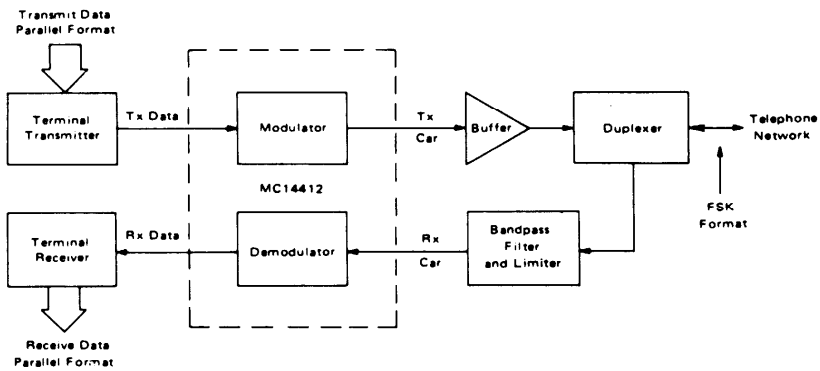 Transmit Data
Parallel Format
Terminal
Transmitter
Tx Data
Modulator
Tx
Car
Buffer
Duplexer
Telephone
Network
MC14412
FSK
Format
Terminal
Receiver
Rx Data
Demodulator
Rx
Car
Bandpass
Filter
and Limiter
Receive Data
Parallel Format